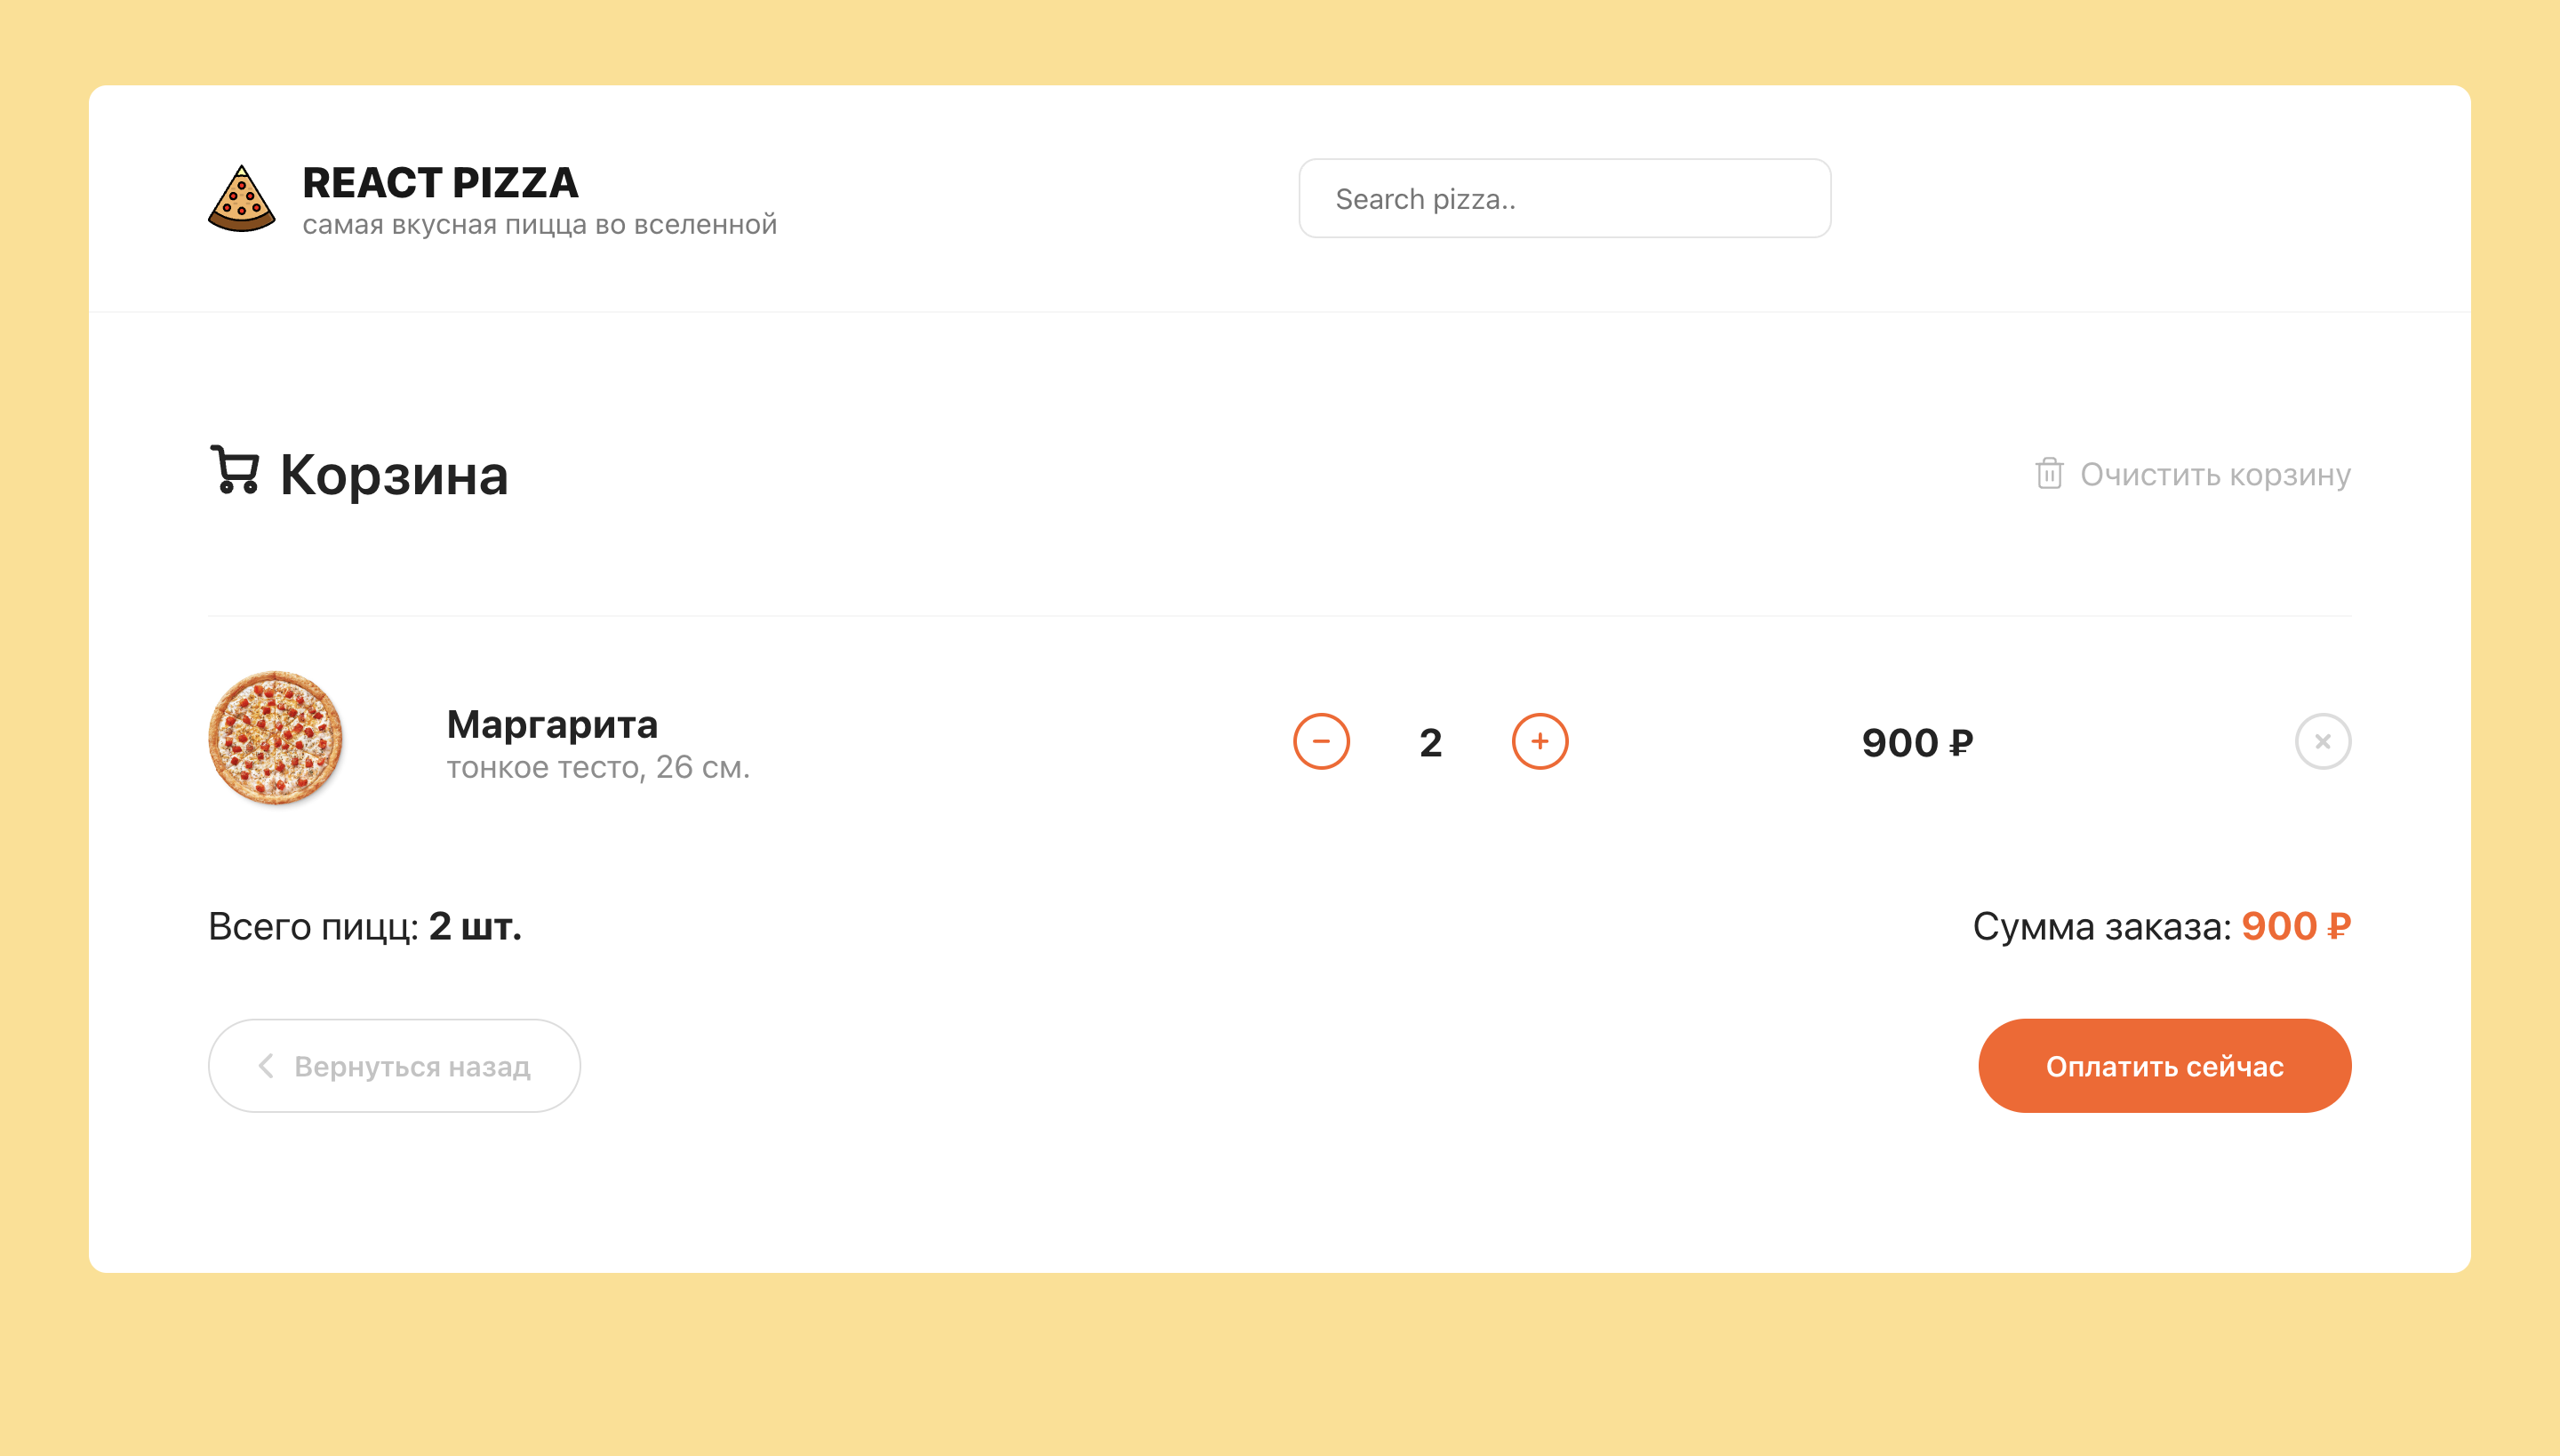 REACT PIZZA
самая вкусная пицца во вселенной
Search pizza..
Корзина
Очистить корзину
Маргарита
тонкое тесто, 26 см.
2
900 ₽
Всего пицц: 2 шт.
Сумма заказа: 900 ₽
Вернуться назад
Оплатить сейчас